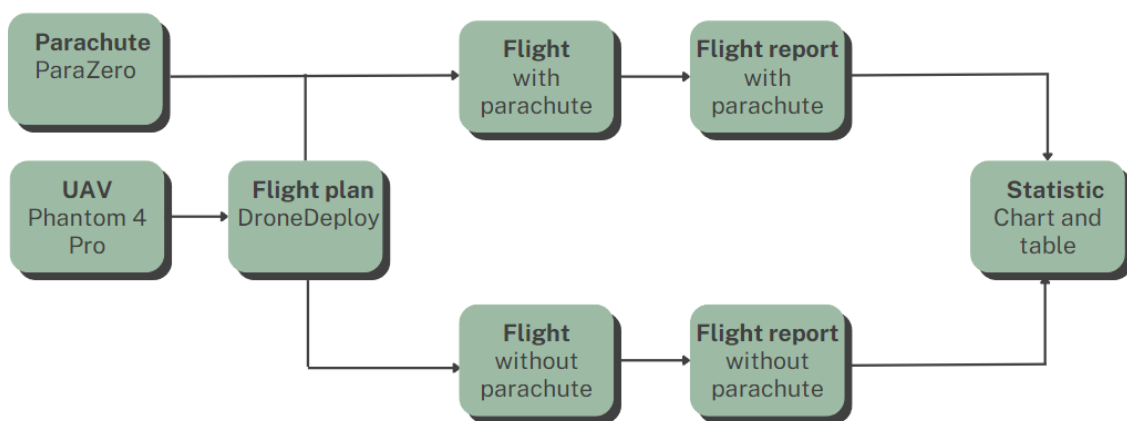 Parachute
ParaZero
Flight
with
parachute
Flight report
with
parachute
UAV
Phantom 4
Pro
Flight plan
DroneDeploy
Statistic
Chart and
table
Flight
without
parachute
Flight report
without
parachute